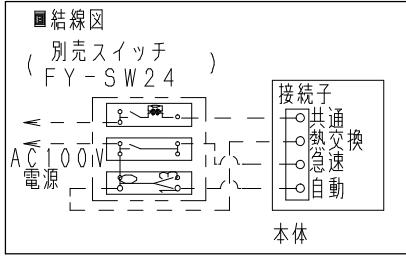 結線図
(別売スイッチ
FY-SW24)
接続子
共通
熱交換
急速
自動
AC100V
電源
本体